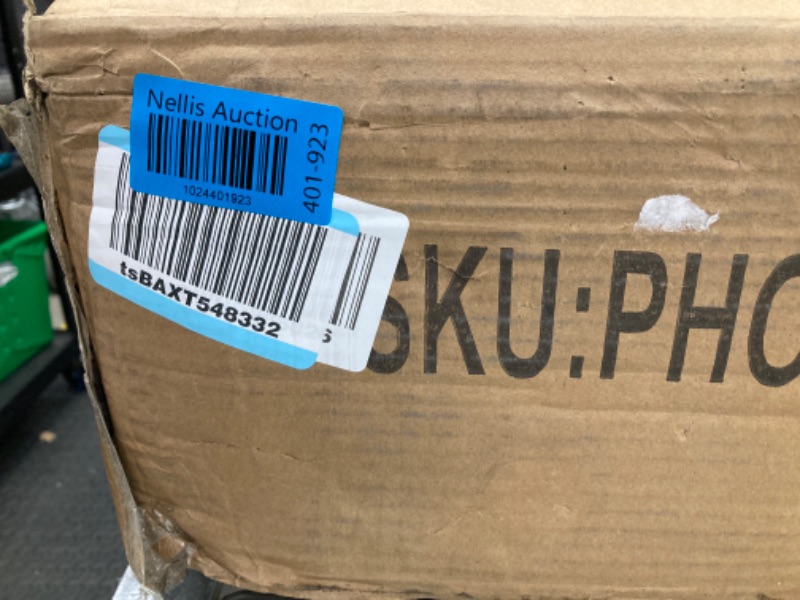 Nellis Auction
1024401923
401-923
tsBAXT548332
SKU:PHO